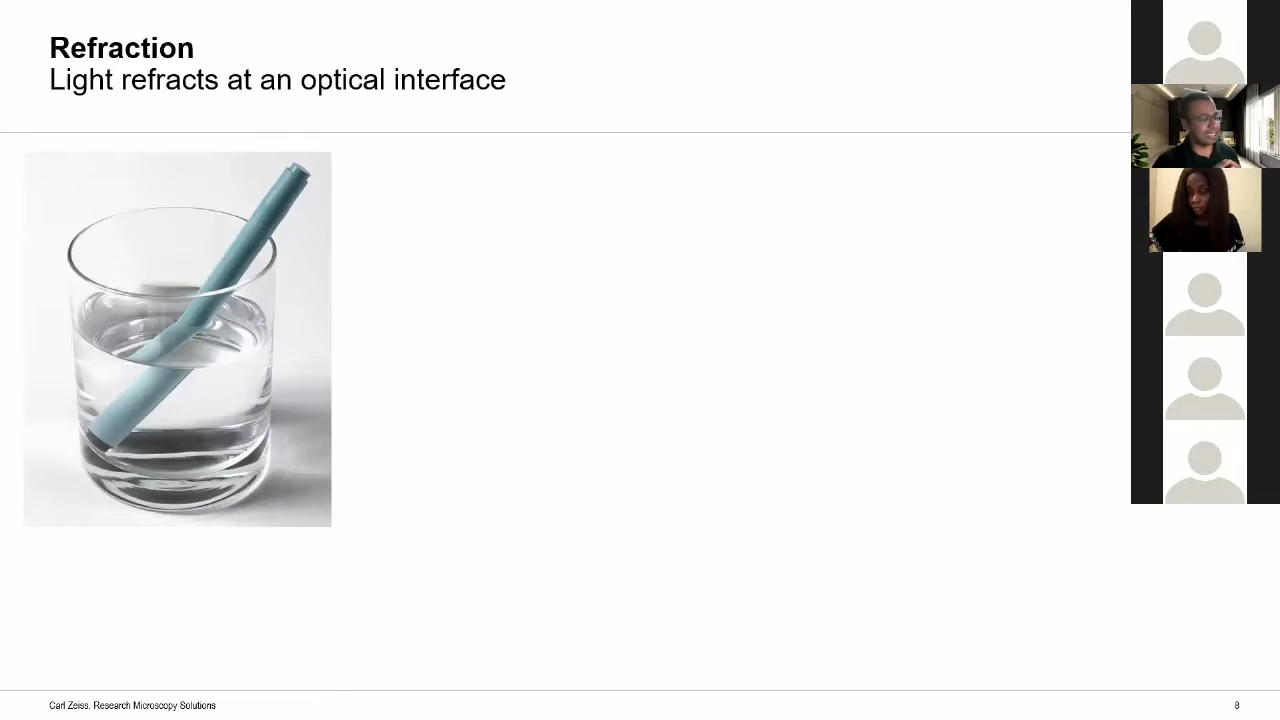 Refraction
Light refracts at an optical interface
Carl Zeiss, Research Microscopy Solutions
8